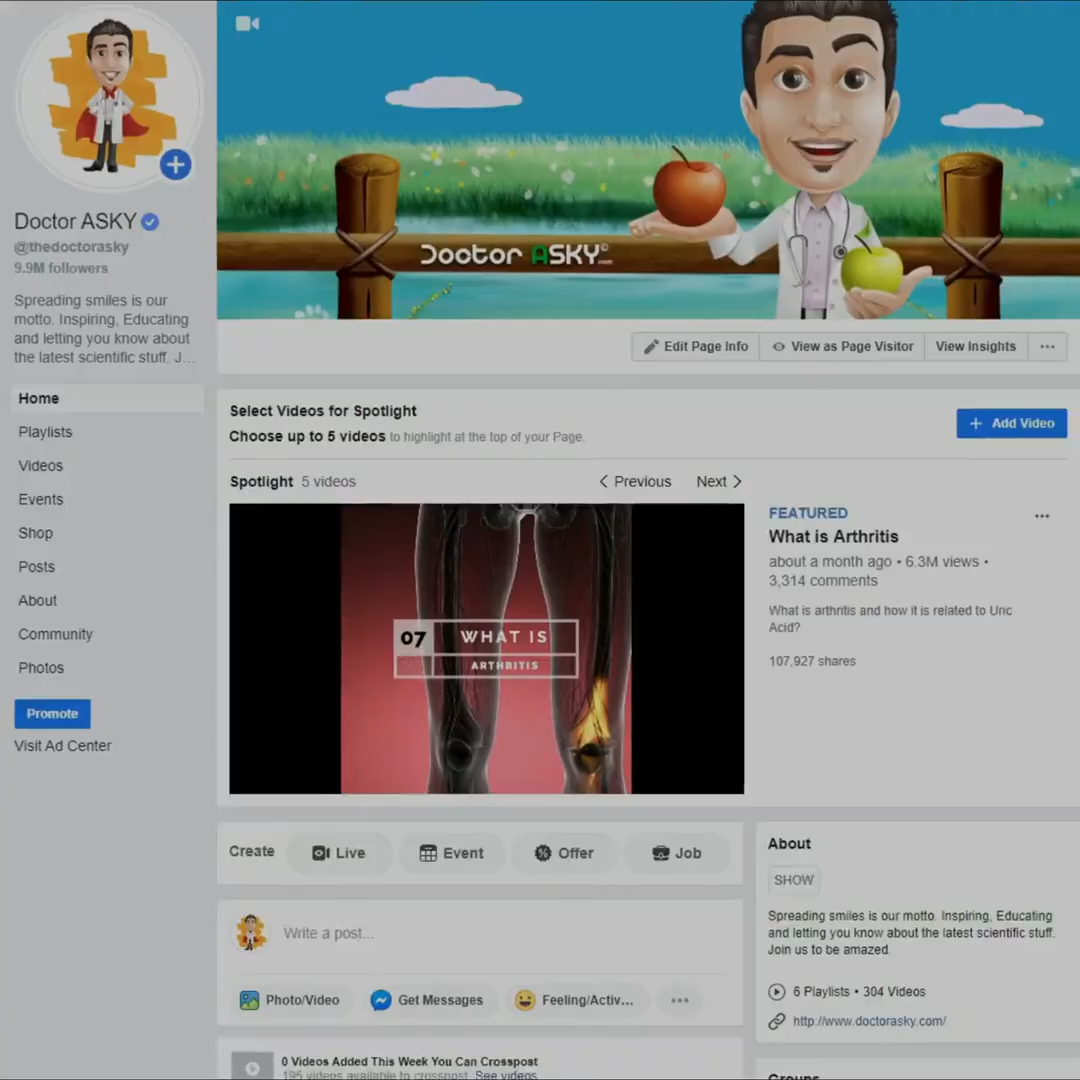 Doctor ASKY
@thedoctorasky
9.9M followers
Spreading smiles is our
motto. Inspiring, Educating
and letting you know about
the latest scientific stuff. J...
Home
Playlists
Videos
Events
Shop
Posts
About
Community
Photos
Promote
Visit Ad Center
Doctor ASKY©.com
Edit Page Info
View as Page Visitor
View Insights
Select Videos for Spotlight
Choose up to 5 videos to highlight at the top of your Page.
+ Add Video
Spotlight 5 videos
< Previous
Next >
07
WHAT IS
ARTHRITIS
FEATURED
What is Arthritis
about a month ago • 6.3M views •
3,314 comments
What is arthritis and how it is related to Uric
Acid?
107,927 shares
Create
Live
Event
Offer
Job
Write a post...
Photo/Video
Get Messages
Feeling/Activ...
0 Videos Added This Week You Can Crosspost
195 videos available to crosspost. See videos
About
SHOW
Spreading smiles is our motto. Inspiring, Educating
and letting you know about the latest scientific stuff.
Join us to be amazed.
6 Playlists • 304 Videos
http://www.doctorasky.com/
Groups